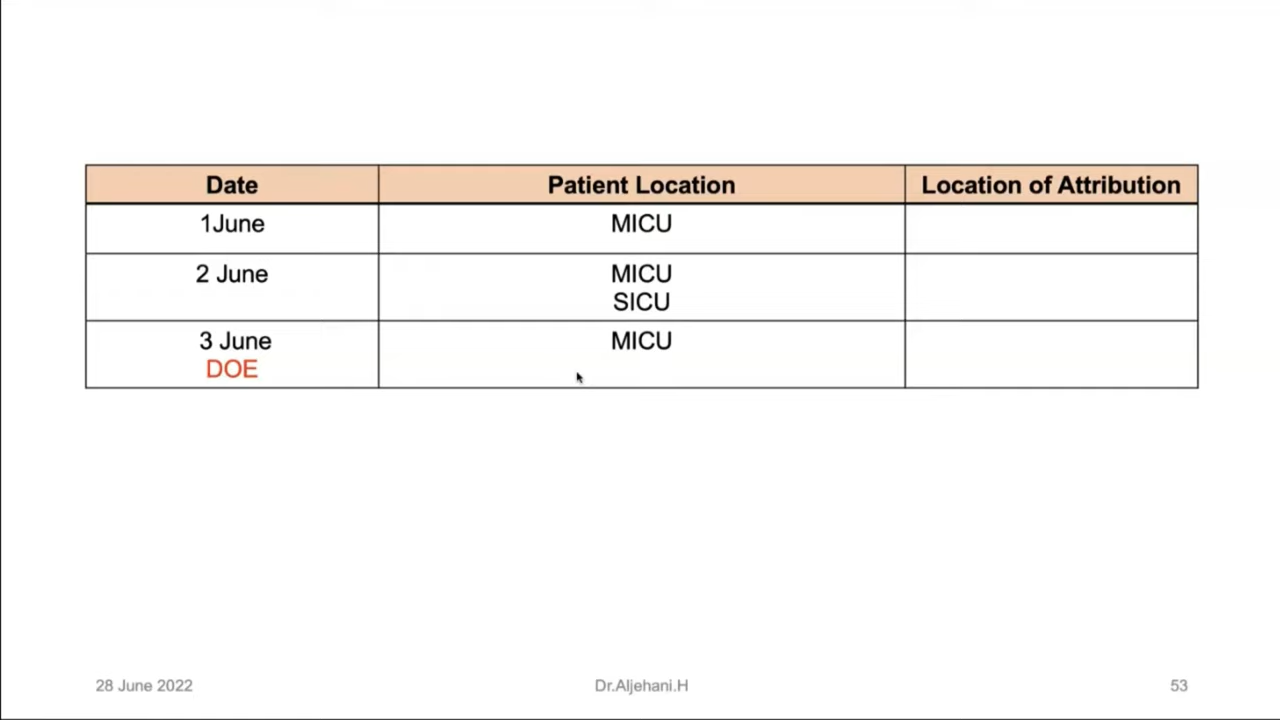 Date Patient Location Location of Attribution
1June MICU
2 June MICU
SICU
3 June MICU
DOE
28 June 2022 Dr.Aljehani.H 53